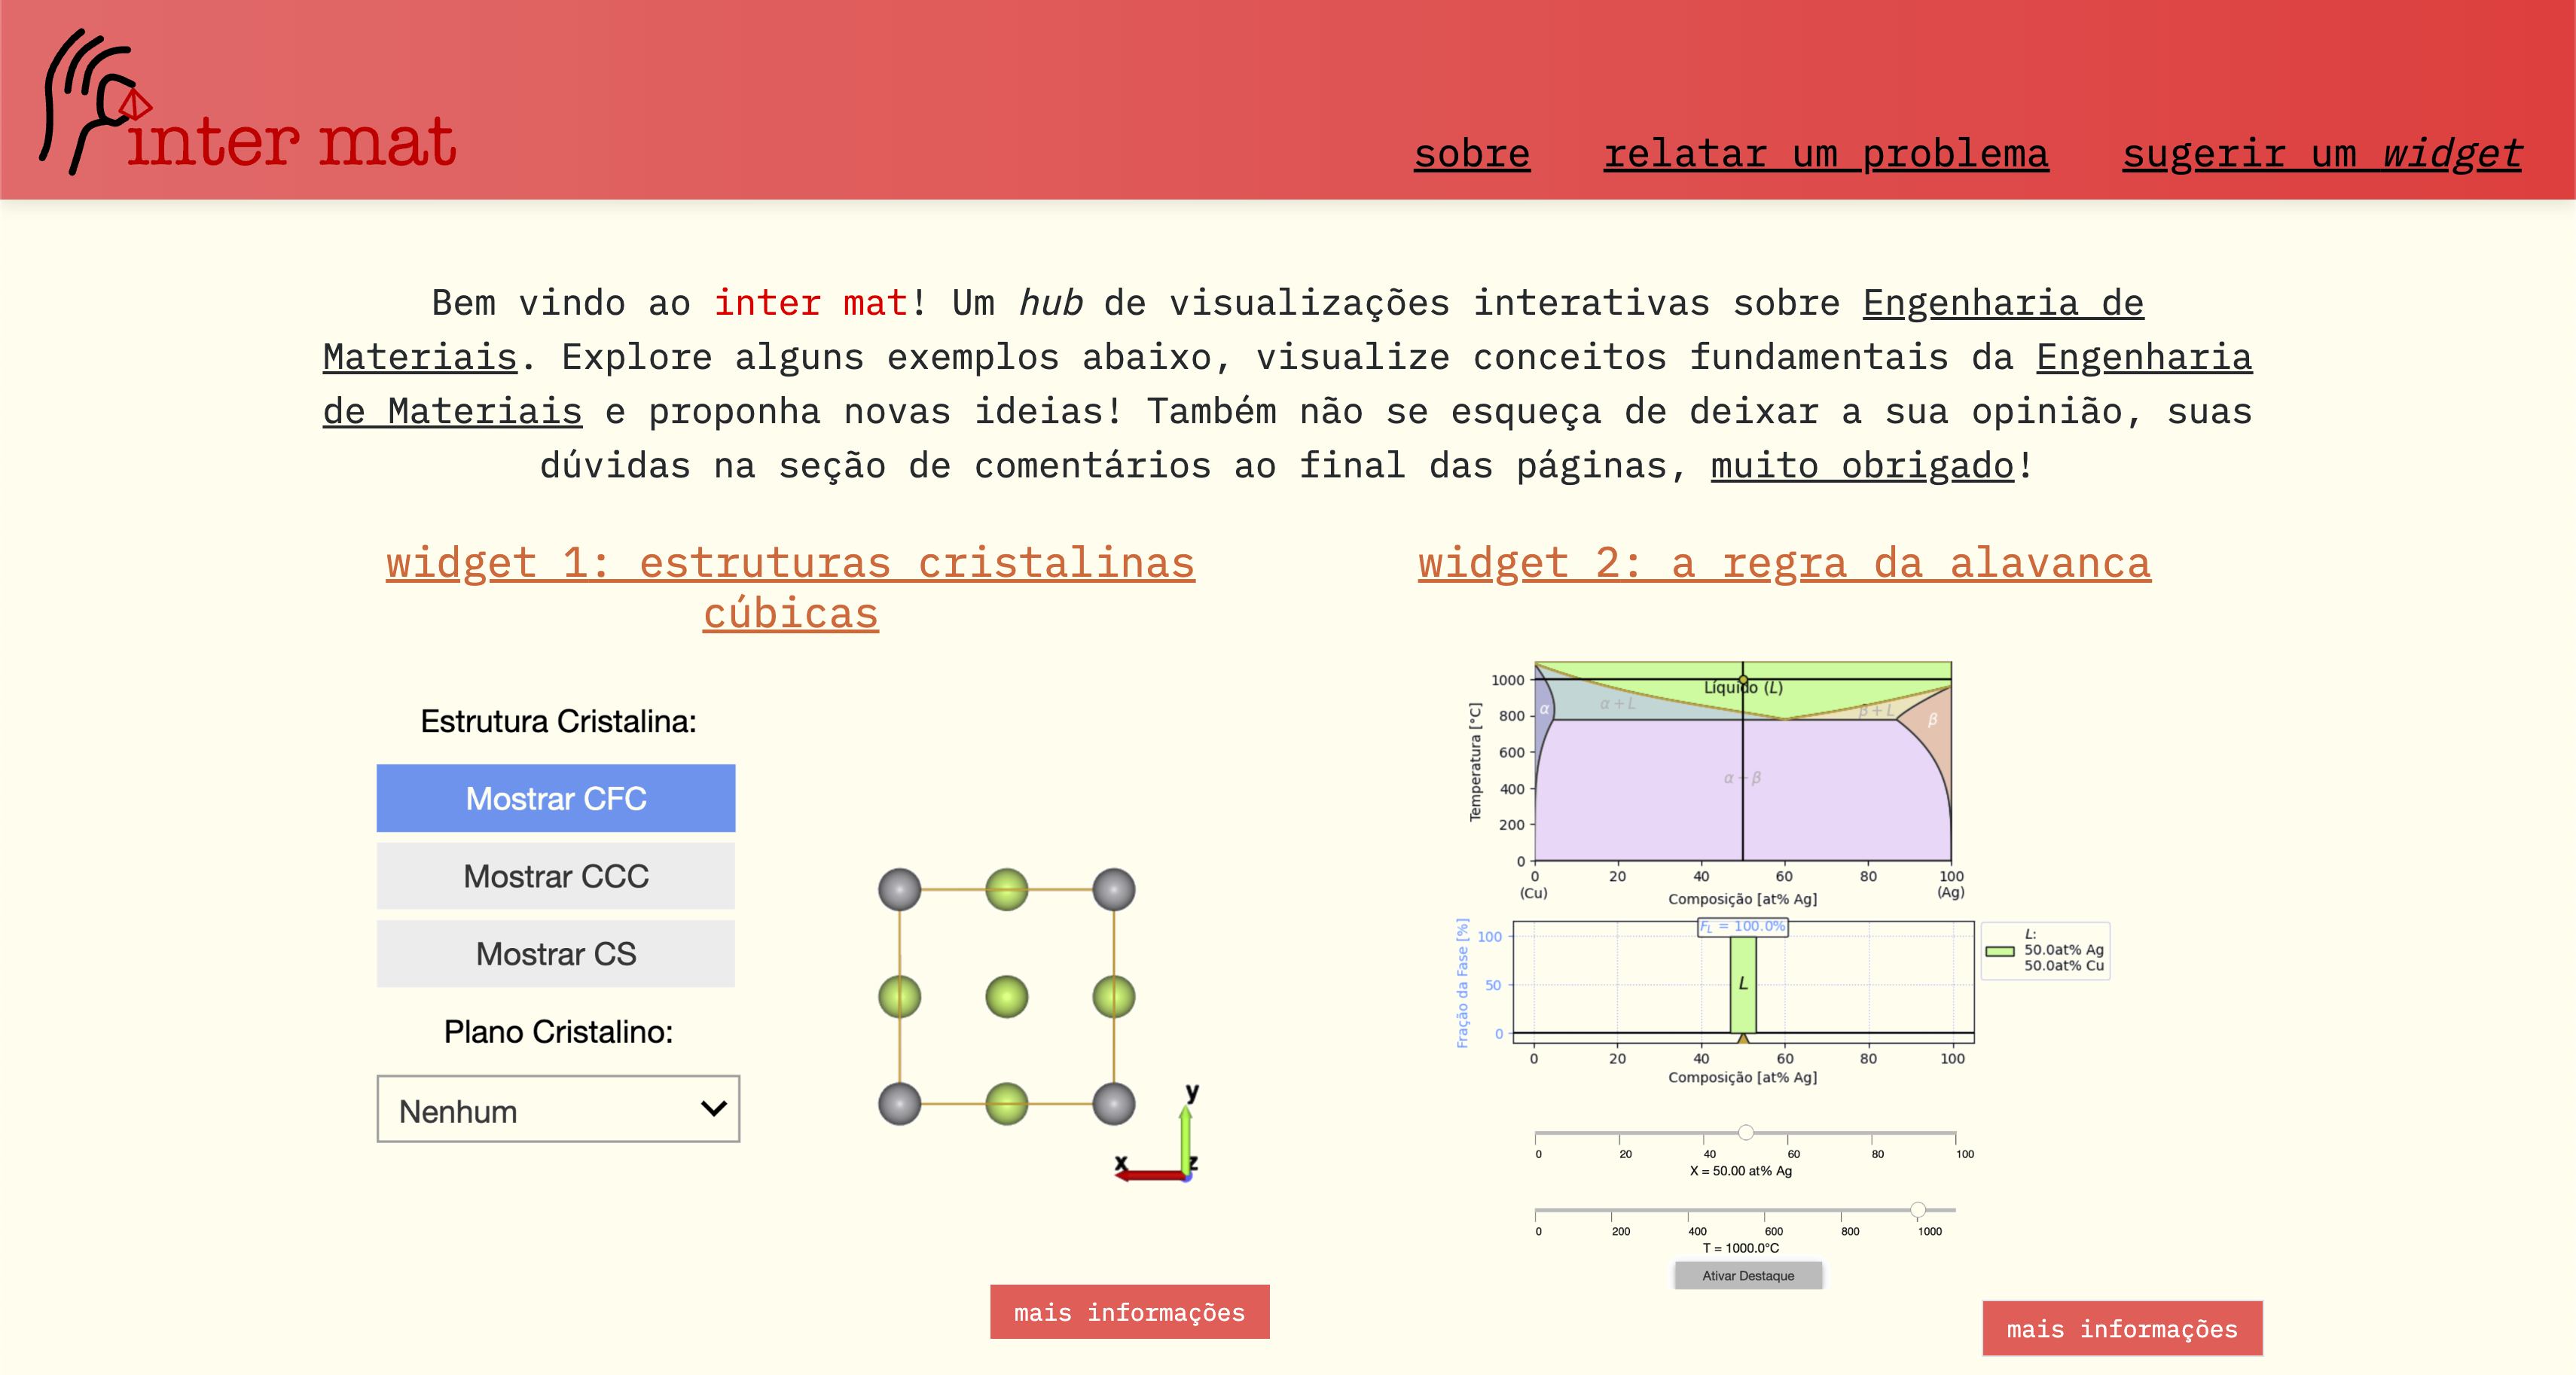 inter mat
sobre
relatar um problema
sugerir um widget
Bem vindo ao inter mat! Um hub de visualizações interativas sobre Engenharia de
Materiais. Explore alguns exemplos abaixo, visualize conceitos fundamentais da Engenharia
de Materiais e proponha novas ideias! Também não se esqueça de deixar a sua opinião, suas
dúvidas na seção de comentários ao final das páginas, muito obrigado!
widget 1: estruturas cristalinas
cúbicas
Estrutura Cristalina:
Mostrar CFC
Mostrar CCC
Mostrar CS
Plano Cristalino:
Nenhum
y
x
z
mais informações
widget 2: a regra da alavanca
Temperatura [°C]
1000
800
600
400
200
0
Líquido (L)
α
α + L
β + L
β
α + β
0 20 40 60 80 100
(Cu) (Ag)
Composição [at% Ag]
Fração da Fase [%]
100
50
0
F_L = 100.0%
L
L:
50.0at% Ag
50.0at% Cu
0 20 40 60 80 100
Composição [at% Ag]
0 20 40 60 80 100
X = 50.00 at% Ag
0 200 400 600 800 1000
T = 1000.0°C
Ativar Destaque
mais informações